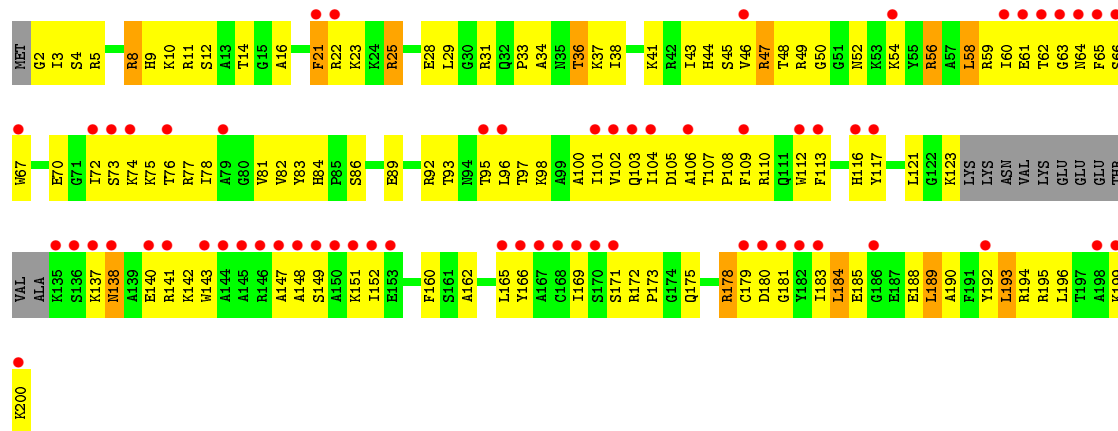 MET G2 I3 S4 R5 R8 H9 K10 R11 S12 A13 T14 G15 A16 F21 R22 K23 K24 R25 E28 L29 G30 R31 Q32 P33 A34 N35 T36 K37 I38 K41 R42 I43 H44 S45 V46 R47 T48 R49 G50 G51 N52 K53 K54 Y55 R56 A57 L58 R59 I60 E61 T62 G63 N64 F65 S66
W67 E70 G71 I72 S73 K74 K75 T76 R77 I78 A79 G80 V81 V82 Y83 H84 P85 S86 E89 R92 T93 N94 T95 L96 T97 K98 A99 A100 I101 V102 Q103 I104 D105 A106 T107 P108 F109 R110 Q111 W112 F113 H116 Y117 L121 G122 K123 LYS LYS ASN VAL LYS GLU GLU GLU THR
VAL ALA K135 S136 K137 N138 A139 E140 R141 K142 W143 A144 A145 R146 A147 A148 S149 A150 K151 I152 E153 F160 S161 A162 L165 Y166 A167 C168 I169 S170 S171 R172 P173 G174 Q175 R178 C179 D180 G181 Y182 I183 L184 E185 G186 E187 E188 L189 A190 F191 Y192 L193 R194 R195 L196 T197 A198 K199
K200